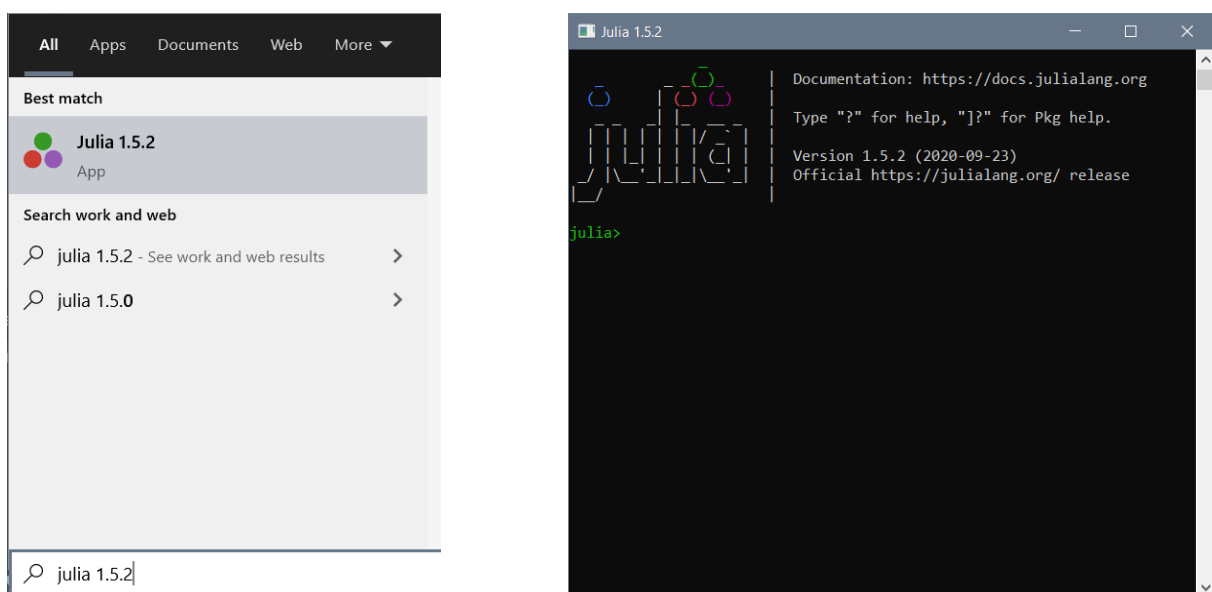 All Apps Documents Web More
Best match
Julia 1.5.2
App
Search work and web
julia 1.5.2 - See work and web results
julia 1.5.0
julia 1.5.2
Julia 1.5.2
Documentation: https://docs.julialang.org
Type "?" for help, "]?" for Pkg help.
Version 1.5.2 (2020-09-23)
Official https://julialang.org/ release
julia
julia>